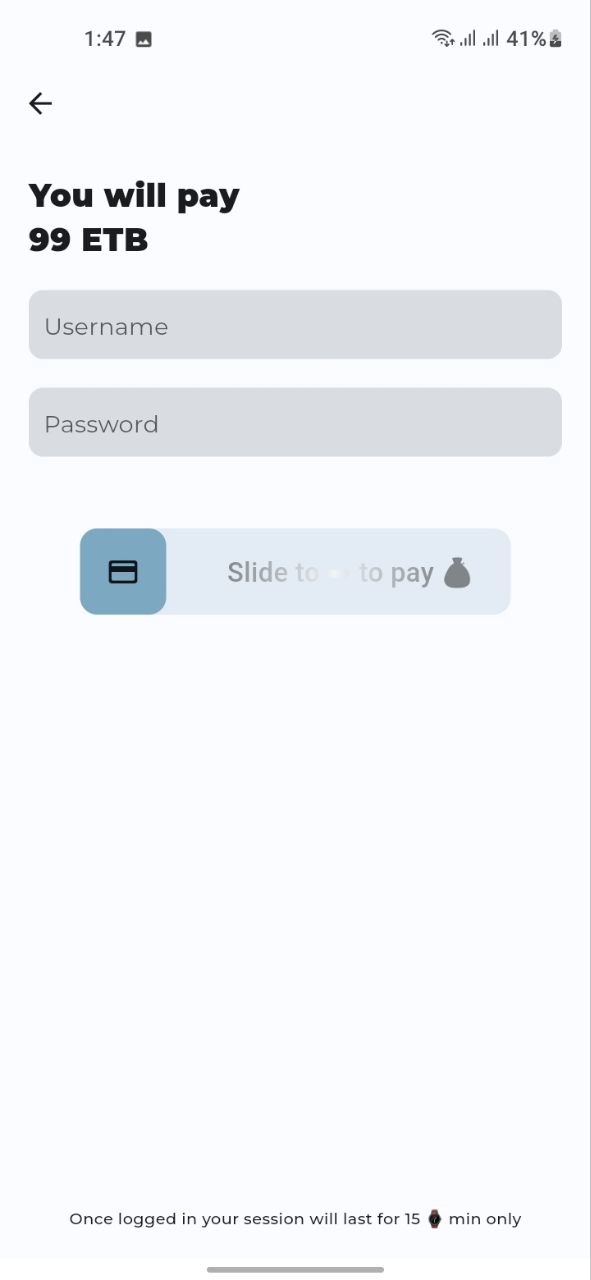 1:47 41%
You will pay
99 ETB
Username
Password
Slide to to pay 💰
Once logged in your session will last for 15 ⌚ min only